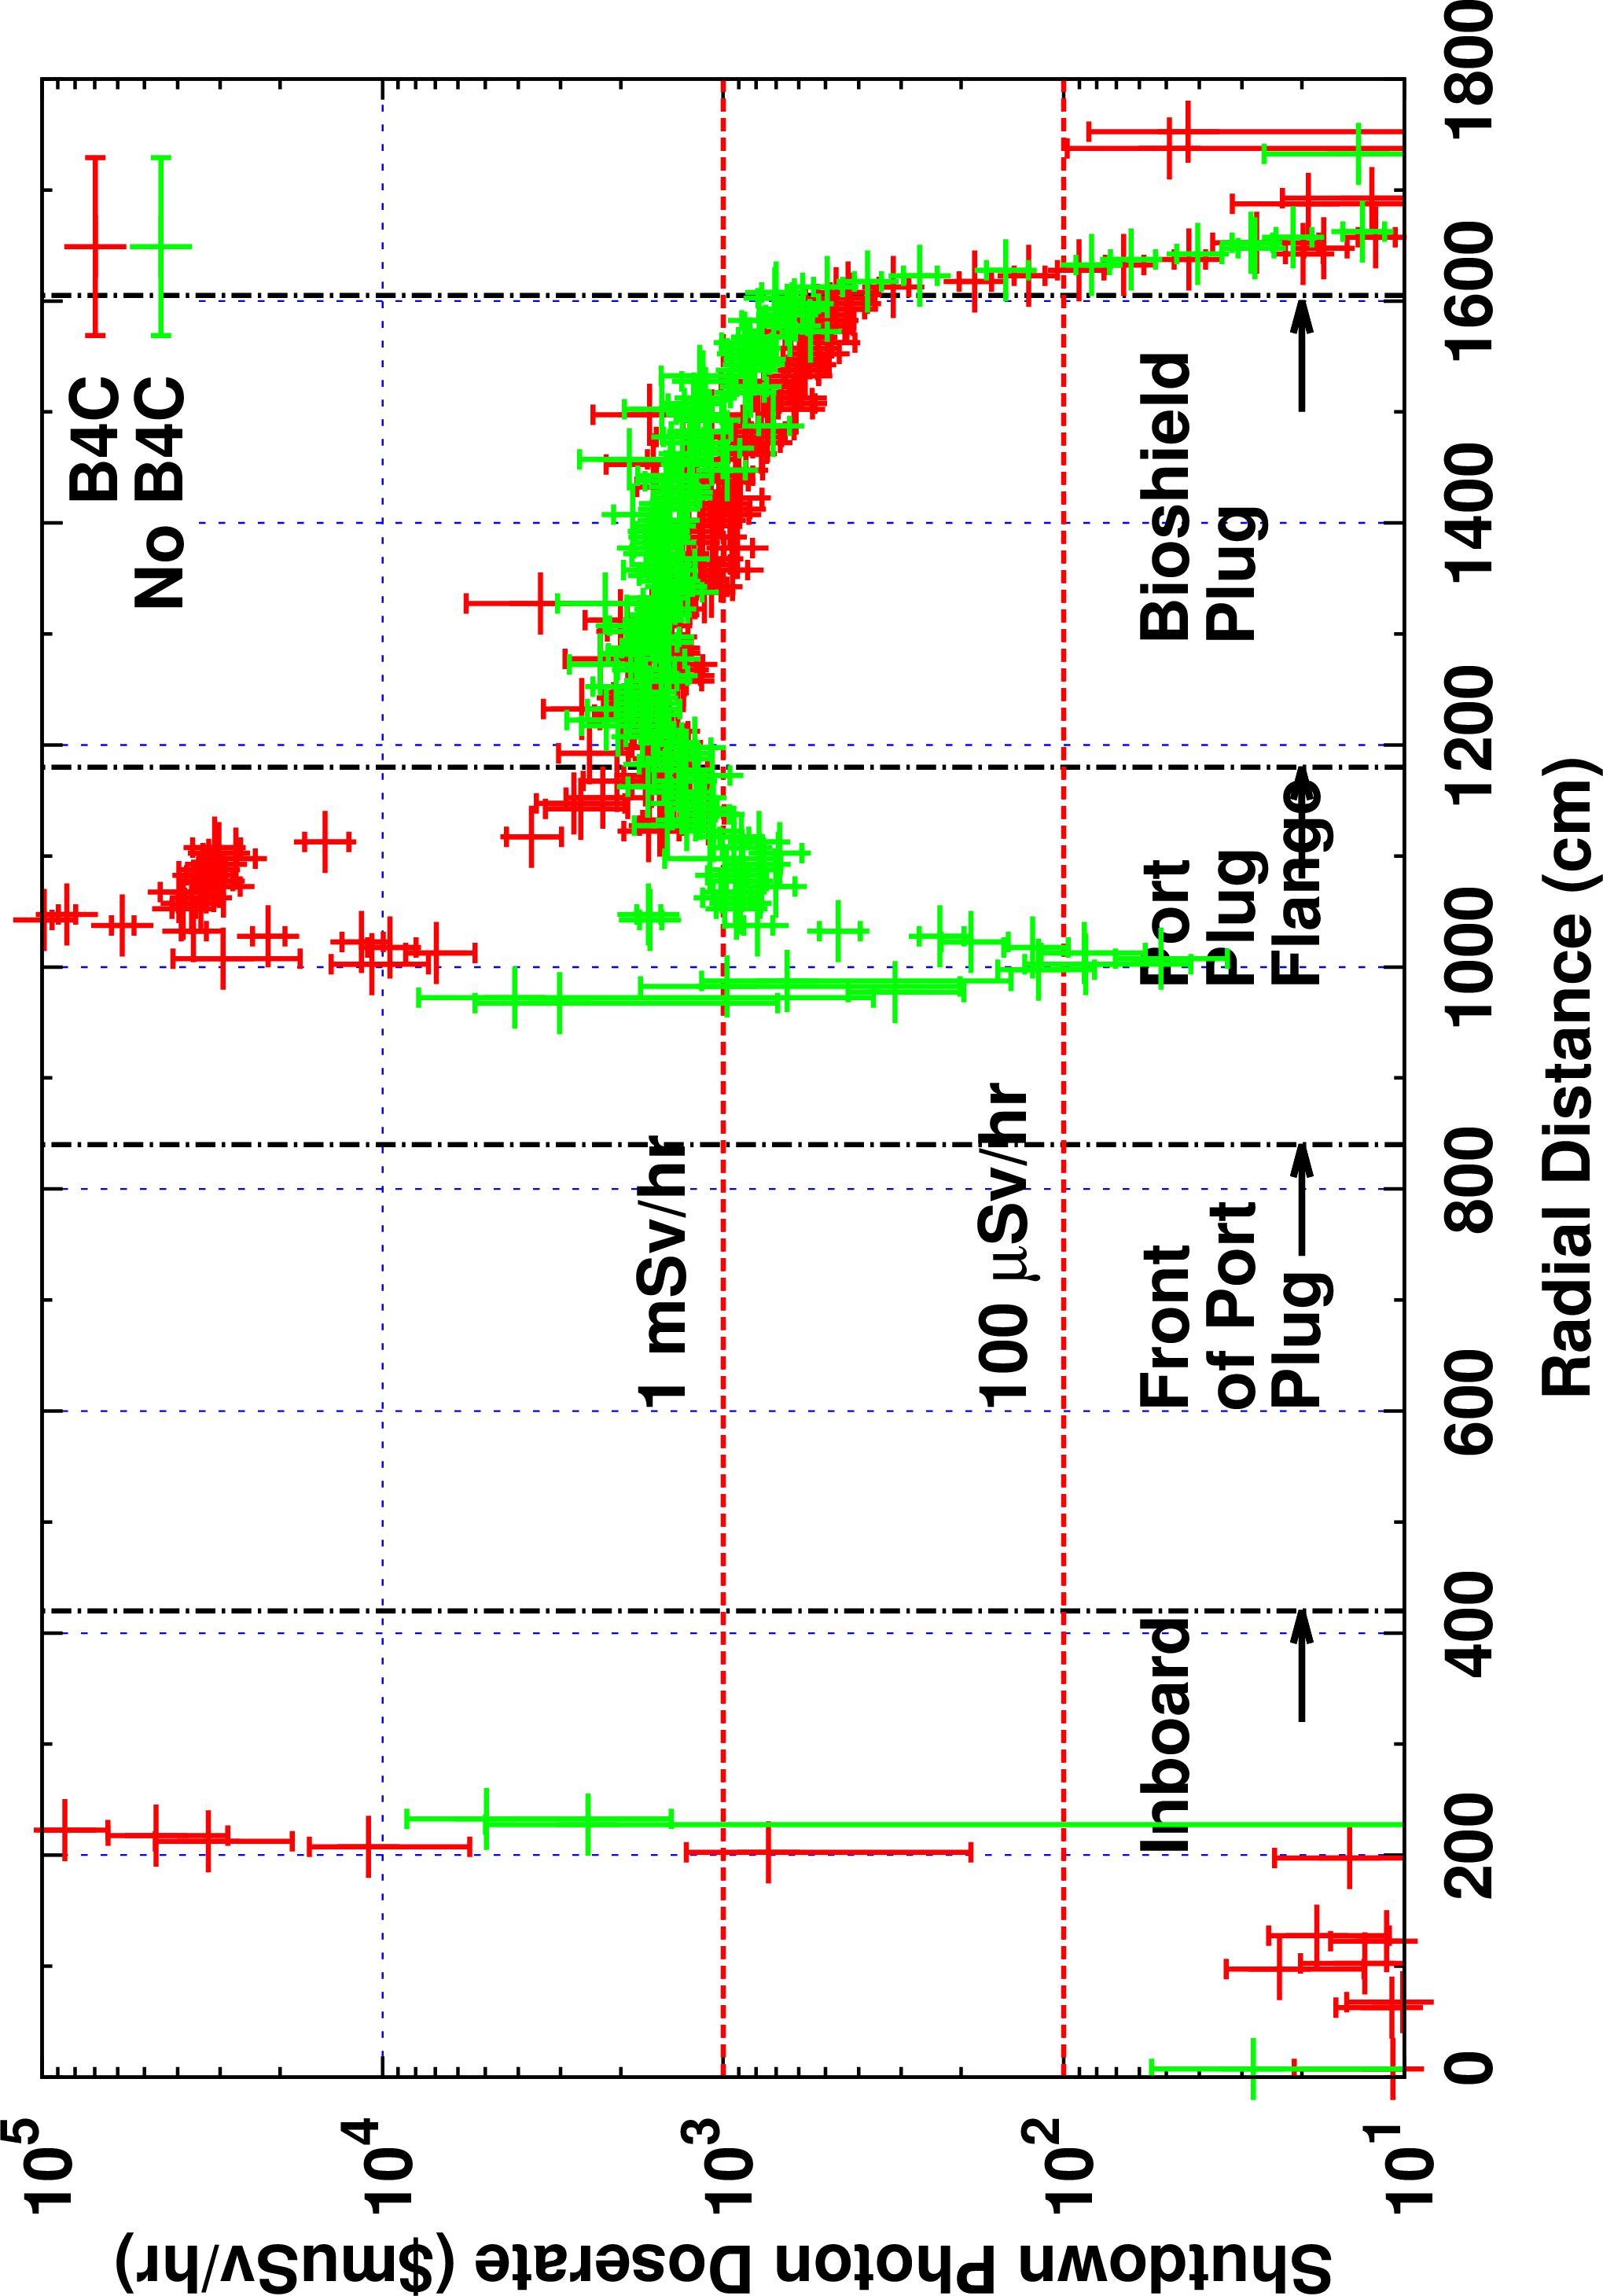 B4C
No B4C
1 mSv/hr
100 μSv/hr
Inboard
Front
of Port
Plug
Port
Plug
Flange
Bioshield
Plug
10^5
10^4
10^3
10^2
10^1
0 200 400 600 800 1000 1200 1400 1600 1800
Radial Distance (cm)
Shutdown Photon Doserate ($muSv/hr)